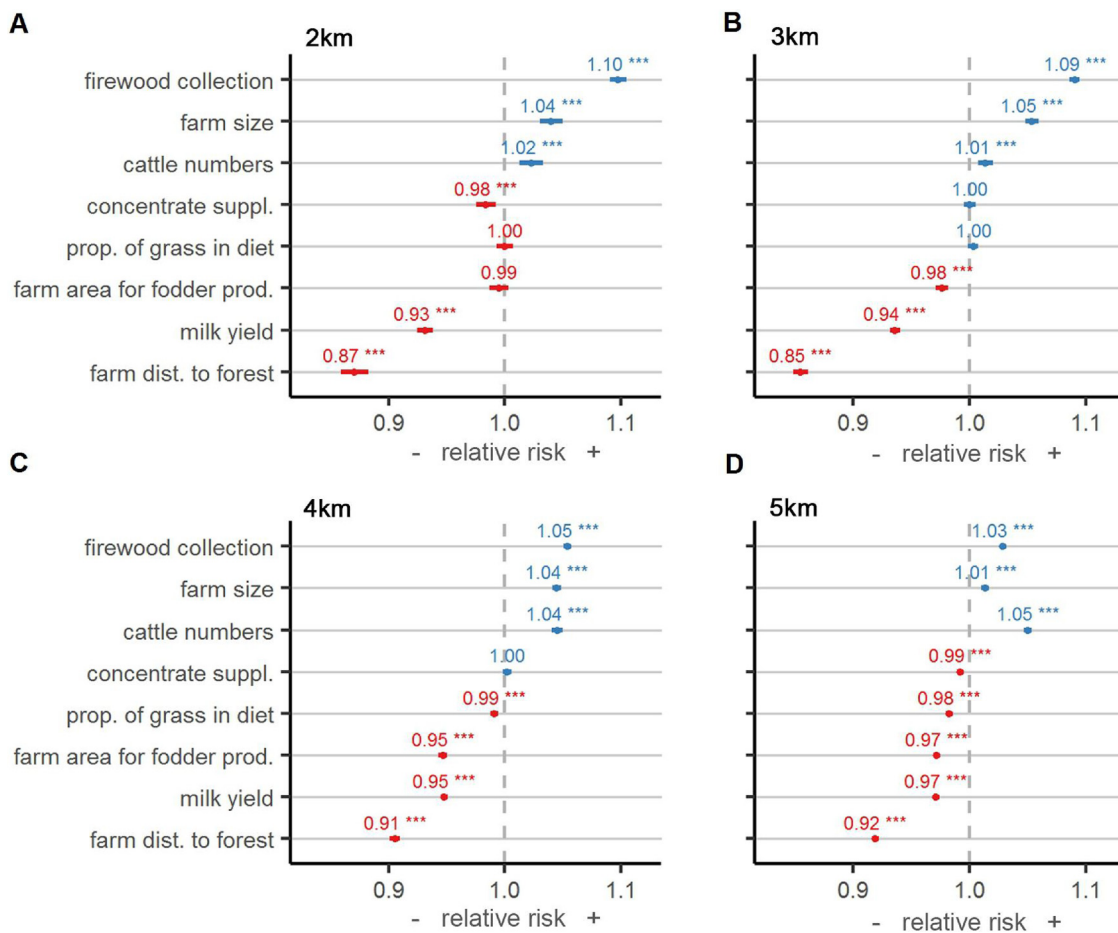 A
2km
firewood collection
1.10 ***
farm size
1.04 ***
cattle numbers
1.02 ***
concentrate suppl.
0.98 ***
prop. of grass in diet
1.00
farm area for fodder prod.
0.99
milk yield
0.93 ***
farm dist. to forest
0.87 ***
0.9 1.0 1.1
- relative risk +
B
3km
1.09 ***
1.05 ***
1.01 ***
1.00
1.00
0.98 ***
0.94 ***
0.85 ***
0.9 1.0 1.1
- relative risk +
C
4km
firewood collection
1.05 ***
farm size
1.04 ***
cattle numbers
1.04 ***
concentrate suppl.
1.00
prop. of grass in diet
0.99 ***
farm area for fodder prod.
0.95 ***
milk yield
0.95 ***
farm dist. to forest
0.91 ***
0.9 1.0 1.1
- relative risk +
D
5km
1.03 ***
1.01 ***
1.05 ***
0.99 ***
0.98 ***
0.97 ***
0.97 ***
0.92 ***
0.9 1.0 1.1
- relative risk +